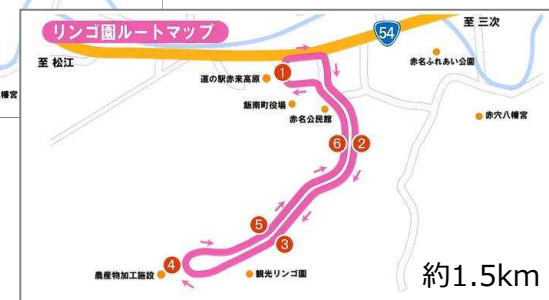 リンゴ園ルートマップ
54
至 三次
至 松江
道の駅赤来高原
1
赤名ふれあい公園
飯南町役場
赤名公民館
赤穴八幡宮
八幡宮
6
2
5
3
4
農産物加工施設
観光リンゴ園
約1.5km